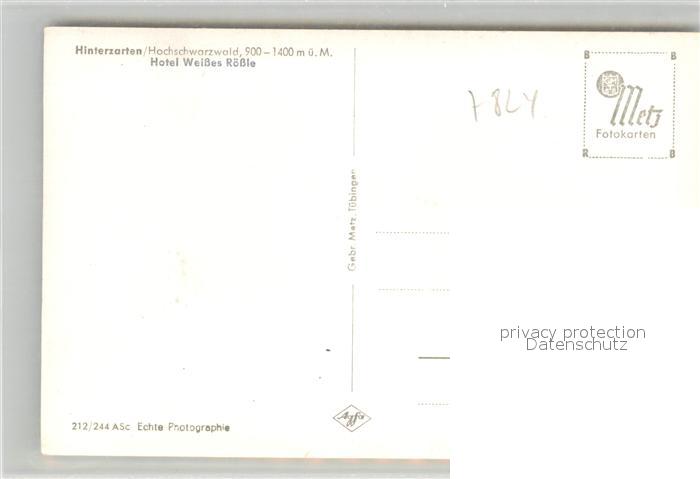 Hinterzarten/Hochschwarzwald, 900-1400 m ü. M.
Hotel Weißes Rößle
B B
Metz
Fotokarten
R B
Gebr. Metz, Tübingen
privacy protection
Datenschutz
212/244 ASc Echte Photographie
Agfa